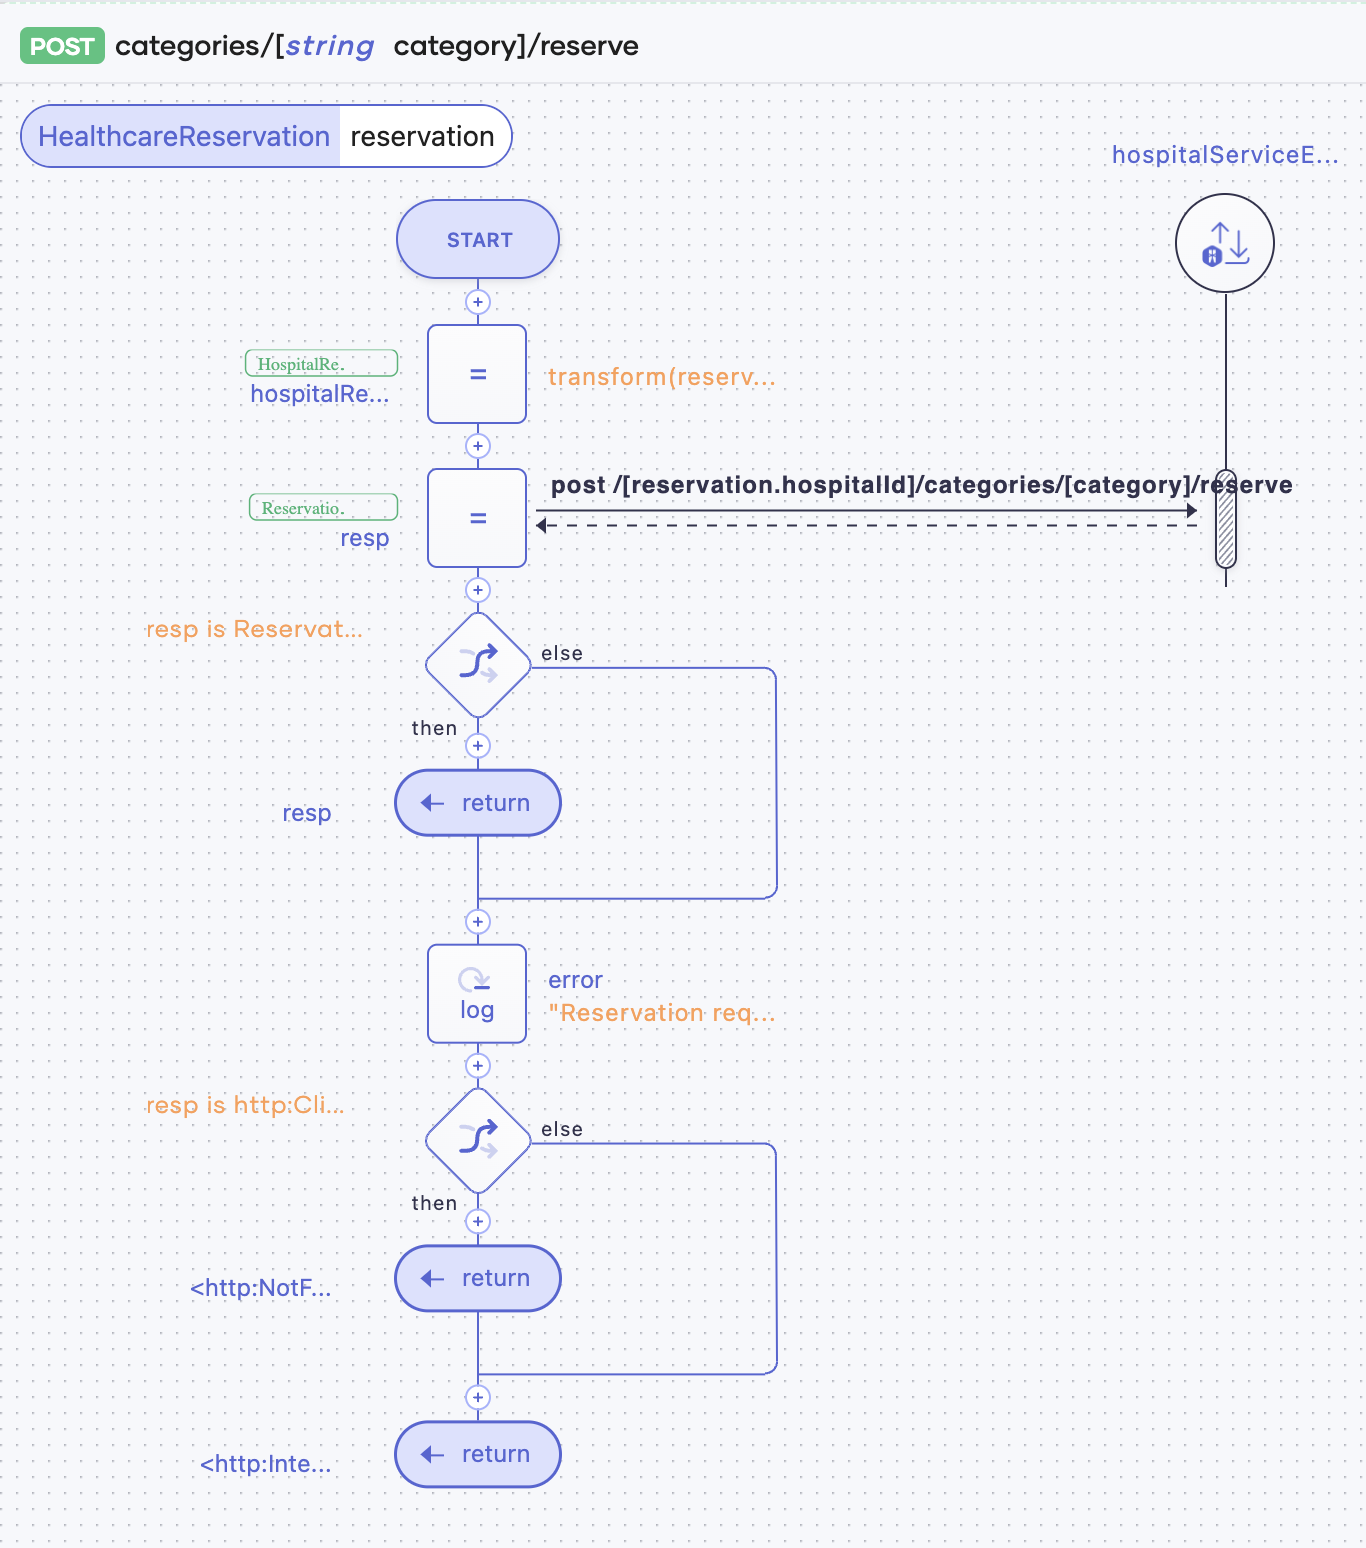 POST categories/[string category]/reserve
HealthcareReservation reservation
hospitalServiceE...
START
HospitalRe.
hospitalRe...
=
transform(reserv...
post /[reservation.hospitalId]/categories/[category]/reserve
Reservatio.
resp
=
resp is Reservat...
else
then
resp
return
log
error
"Reservation req...
resp is http:Cli...
else
then
<http:NotF...
return
<http:Inte...
return